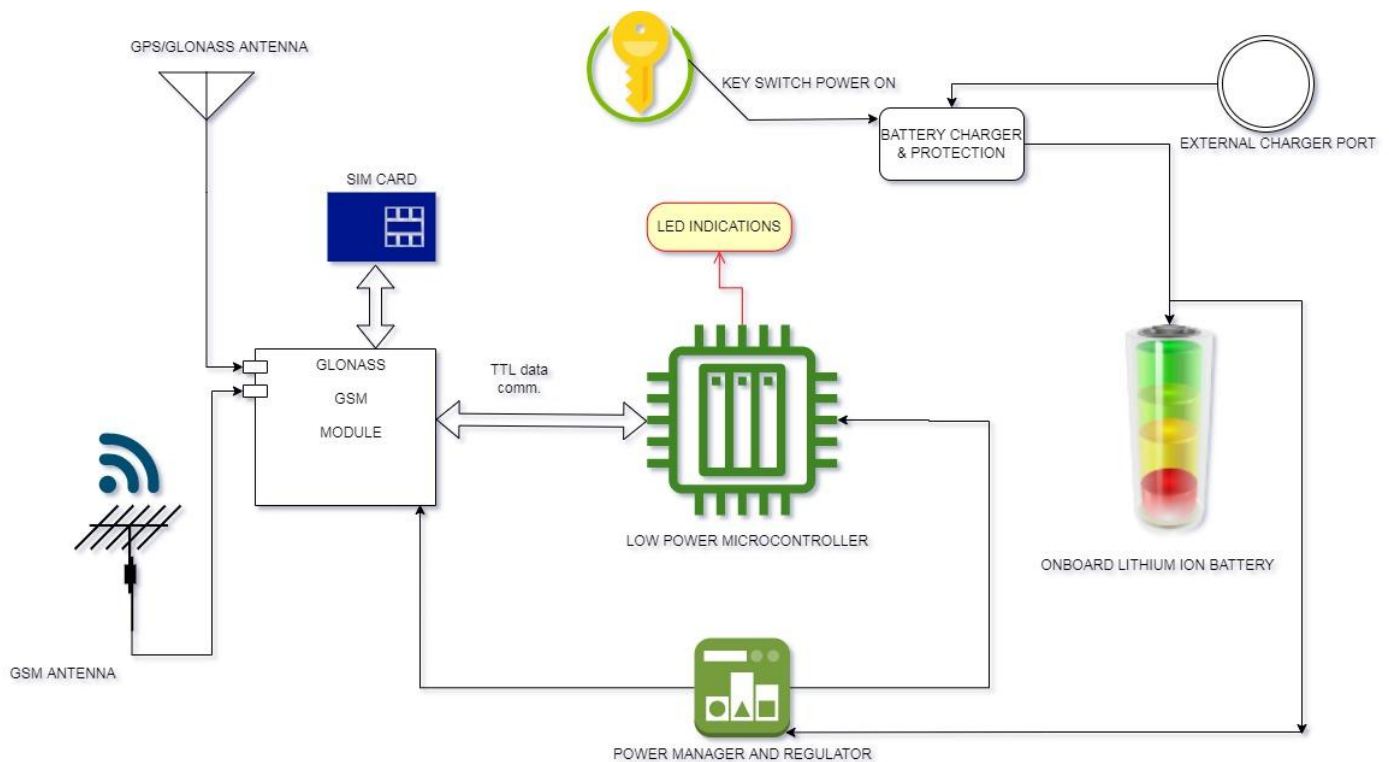 GPS/GLONASS ANTENNA
KEY SWITCH POWER ON
BATTERY CHARGER
& PROTECTION
EXTERNAL CHARGER PORT
SIM CARD
LED INDICATIONS
GLONASS
GSM
MODULE
TTL data
comm.
LOW POWER MICROCONTROLLER
ONBOARD LITHIUM ION BATTERY
GSM ANTENNA
POWER MANAGER AND REGULATOR